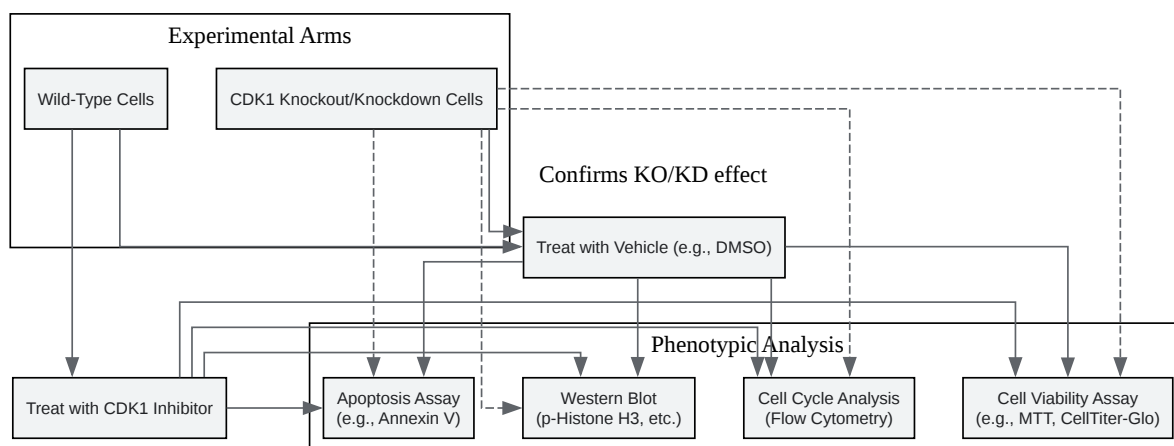 Experimental Arms
Wild-Type Cells
CDK1 Knockout/Knockdown Cells
Confirms KO/KD effect
Treat with Vehicle (e.g., DMSO)
Phenotypic Analysis
Treat with CDK1 Inhibitor
Apoptosis Assay
(e.g., Annexin V)
Western Blot
(p-Histone H3, etc.)
Cell Cycle Analysis
(Flow Cytometry)
Cell Viability Assay
(e.g., MTT, CellTiter-Glo)